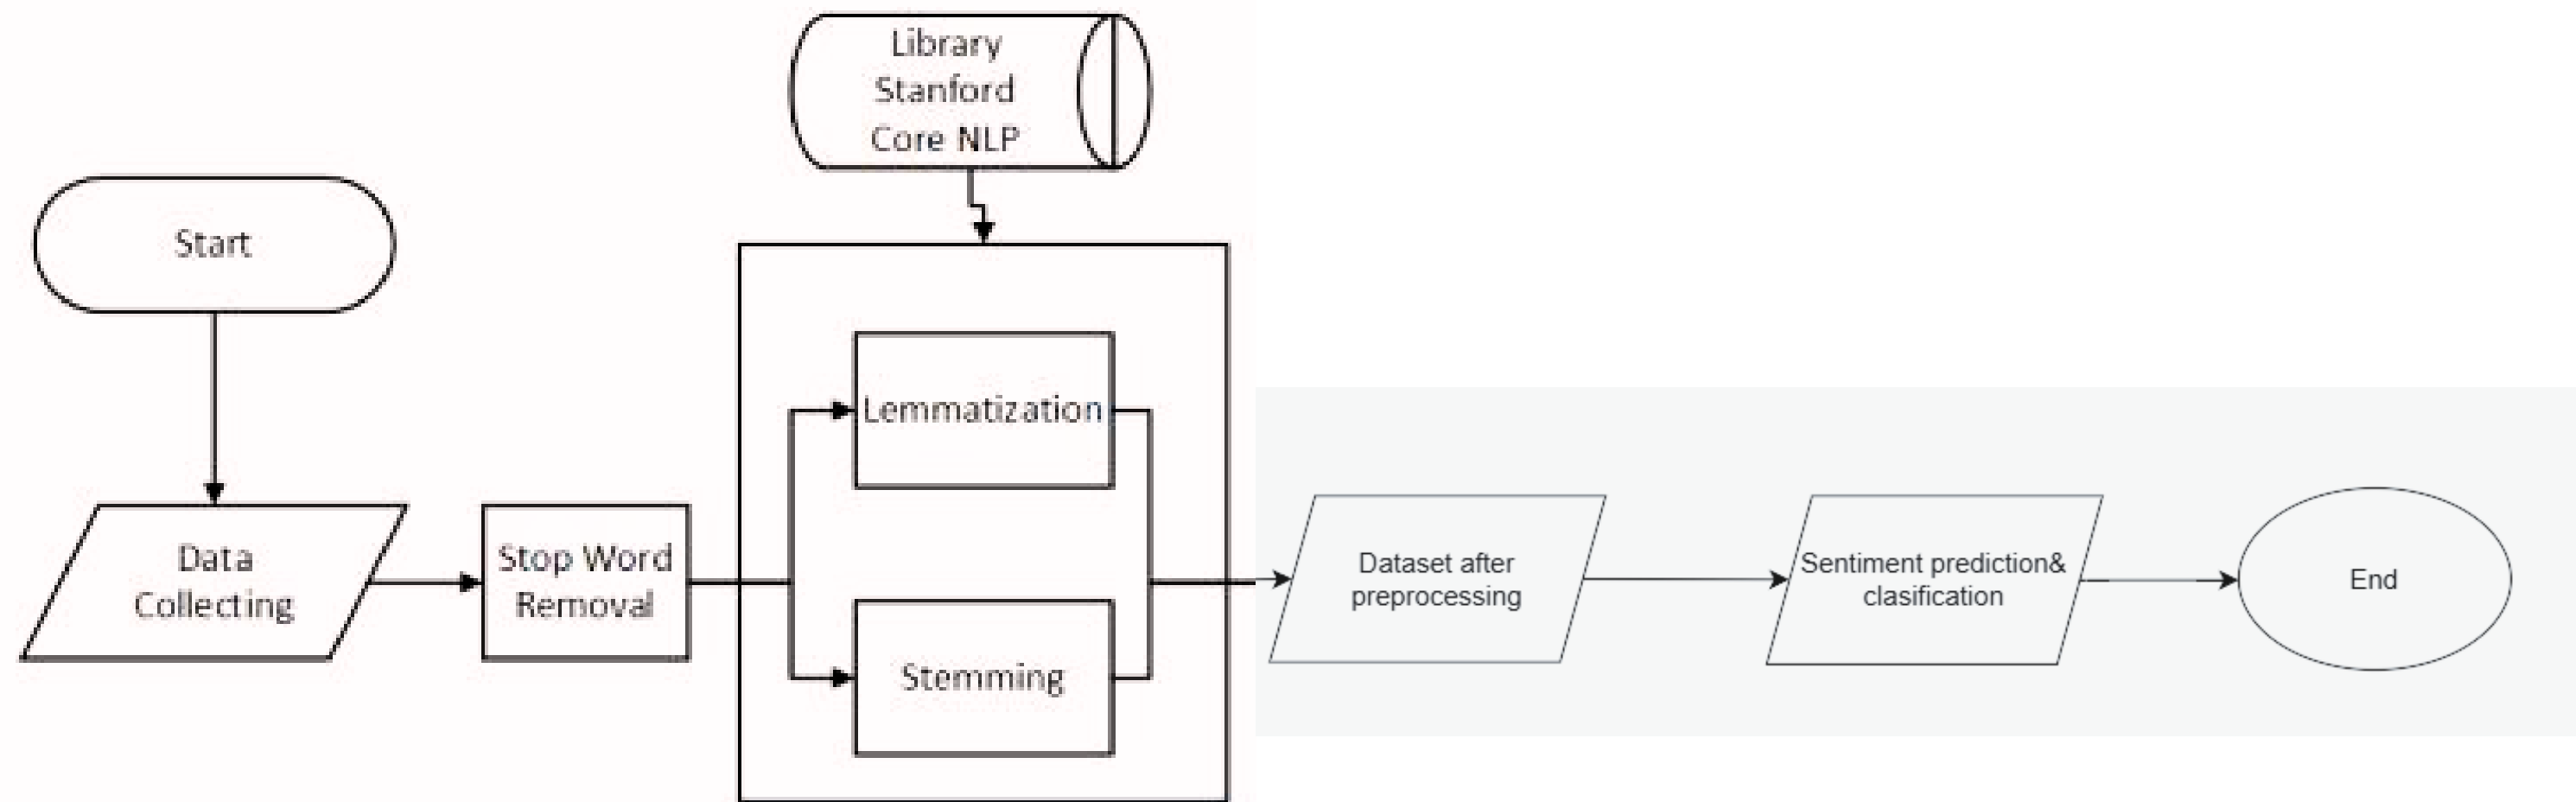 Library
Stanford
Core NLP
Start
Lemmatization
Data
Collecting
Stop Word
Removal
Stemming
Dataset after
preprocessing
Sentiment prediction&
clasification
End